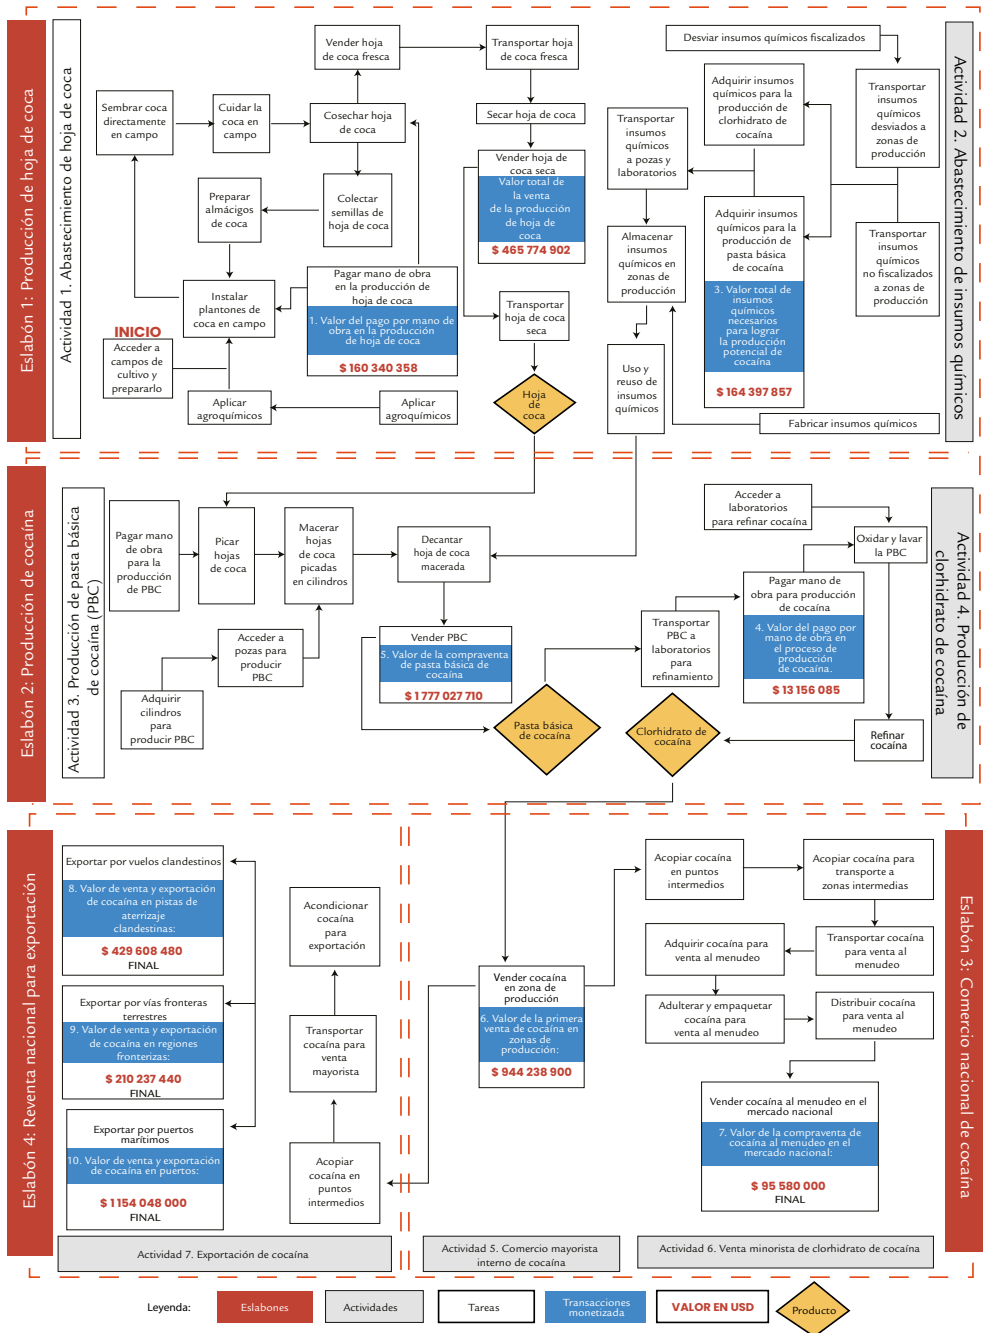 Eslabón 1: Producción de hoja de coca
Actividad 1. Abastecimiento de hoja de coca
Vender hoja
de coca fresca
Transportar hoja
de coca fresca
Sembrar coca
directamente
en campo
Cuidar la
coca en
campo
Cosechar hoja
de coca
Secar hoja de coca
Preparar
almácigos
de coca
Colectar
semillas de
hoja de coca
Vender hoja de
coca seca
Valor total de
la venta
de la producción
de hoja de
coca
$ 465 774 902
Instalar
plantones de
coca en campo
Pagar mano de obra
en la producción de
hoja de coca
1. Valor del pago por mano de
obra en la producción
de hoja de coca
$ 160 340 358
Transportar
hoja de coca
seca
INICIO
Acceder a
campos de
cultivo y
prepararlo
Aplicar
agroquímicos
Aplicar
agroquímicos
Hoja
de
coca
Desviar insumos químicos fiscalizados
Adquirir insumos
químicos para la
producción de
clorhidrato de
cocaína
Transportar
insumos
químicos
desviados a
zonas de
producción
Transportar
insumos
químicos
a pozas y
laboratorios
Almacenar
insumos
químicos en
zonas de
producción
Adquirir insumos
químicos para la
producción de
pasta básica
de cocaína
3. Valor total de
insumos
químicos
necesarios
para lograr
la producción
potencial de
cocaína
$ 164 397 857
Transportar
insumos
químicos
no fiscalizados
a zonas de
producción
Uso y
reuso de
insumos
químicos
Fabricar insumos químicos
Actividad 2. Abastecimiento de insumos químicos
Eslabón 2: Producción de cocaína
Actividad 3. Producción de pasta básica
de cocaína (PBC)
Pagar mano
de obra
para la
producción
de PBC
Picar
hojas
de coca
Macerar
hojas
de coca
picadas
en cilindros
Decantar
hoja de coca
macerada
Acceder a
pozas para
producir
PBC
Adquirir
cilindros
para
producir PBC
Vender PBC
5. Valor de la compraventa
de pasta básica de
cocaína
$ 1 777 027 710
Pasta básica
de cocaína
Transportar
PBC a
laboratorios
para
refinamiento
Clorhidrato de
cocaína
Acceder a
laboratorios
para refinar cocaína
Oxidar y lavar
la PBC
Pagar mano de
obra para producción
de cocaína
4. Valor del pago por
mano de obra en
el proceso de
producción
de cocaína.
$ 13 156 085
Refinar
cocaína
Actividad 4. Producción de
clorhidrato de cocaína
Eslabón 4: Reventa nacional para exportación
Exportar por vuelos clandestinos
8. Valor de venta y exportación
de cocaína en pistas de
aterrizaje
clandestinas:
$ 429 608 480
FINAL
Exportar por vías fronteras
terrestres
9. Valor de venta y exportación
de cocaína en regiones
fronterizas:
$ 210 237 440
FINAL
Exportar por puertos
marítimos
10. Valor de venta y exportación
de cocaína en puertos:
$ 1 154 048 000
FINAL
Acondicionar
cocaína
para
exportación
Transportar
cocaína para
venta
mayorista
Acopiar
cocaína en
puntos
intermedios
Vender cocaína
en zona de
producción
6. Valor de la primera
venta de cocaína en
zonas de
producción:
$ 944 238 900
Acopiar cocaína
en puntos
intermedios
Acopiar cocaína para
transporte a
zonas intermedias
Adquirir cocaína para
venta al menudeo
Transportar cocaína
para venta al
menudeo
Adulterar y empaquetar
cocaína para
venta al menudeo
Distribuir cocaína
para venta al
menudeo
Vender cocaína al menudeo en el
mercado nacional
7. Valor de la compraventa de
cocaína al menudeo en el
mercado nacional:
$ 95 580 000
FINAL
Eslabón 3: Comercio nacional de cocaína
Actividad 7. Exportación de cocaína
Actividad 5. Comercio mayorista
interno de cocaína
Actividad 6. Venta minorista de clorhidrato de cocaína
Leyenda:
Eslabones
Actividades
Tareas
Transacciones
monetizada
VALOR EN USD
Producto